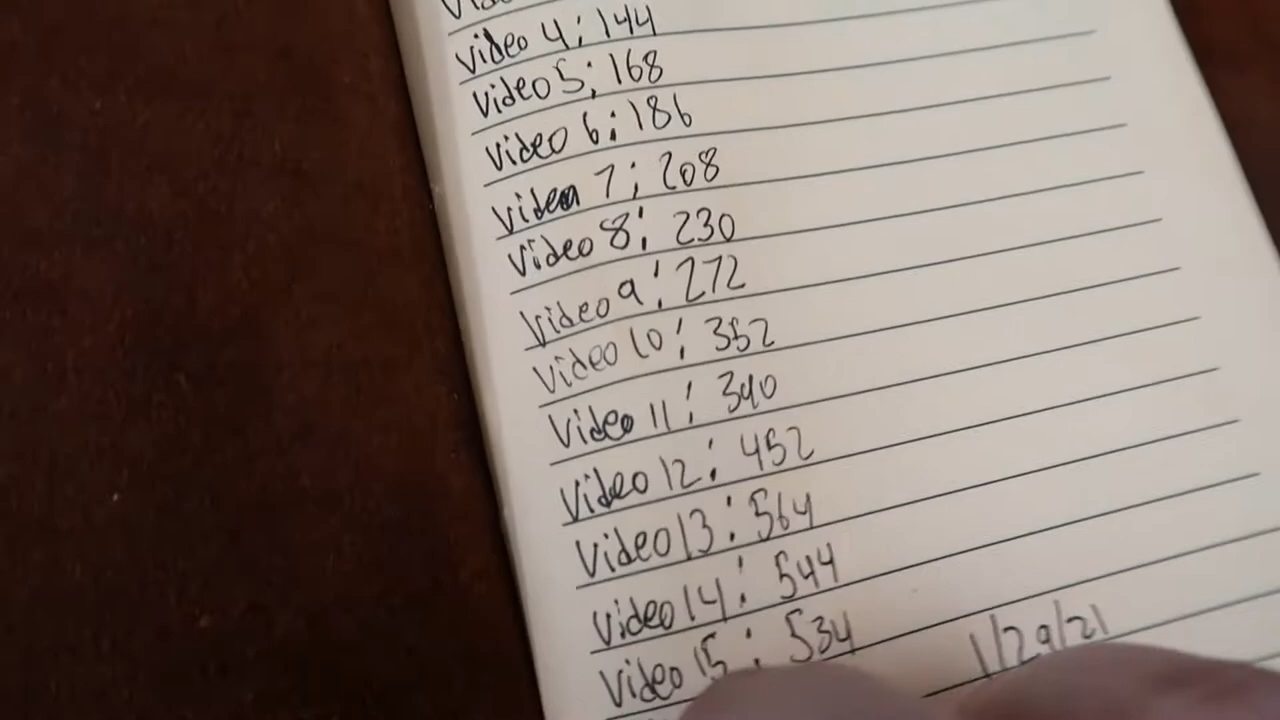 Video 4: 144
Video 5: 168
Video 6: 186
Video 7: 208
Video 8: 230
Video 9: 272
Video 10: 352
Video 11: 390
Video 12: 452
Video 13: 564
Video 14: 544
Video 15: 534
1/29/21